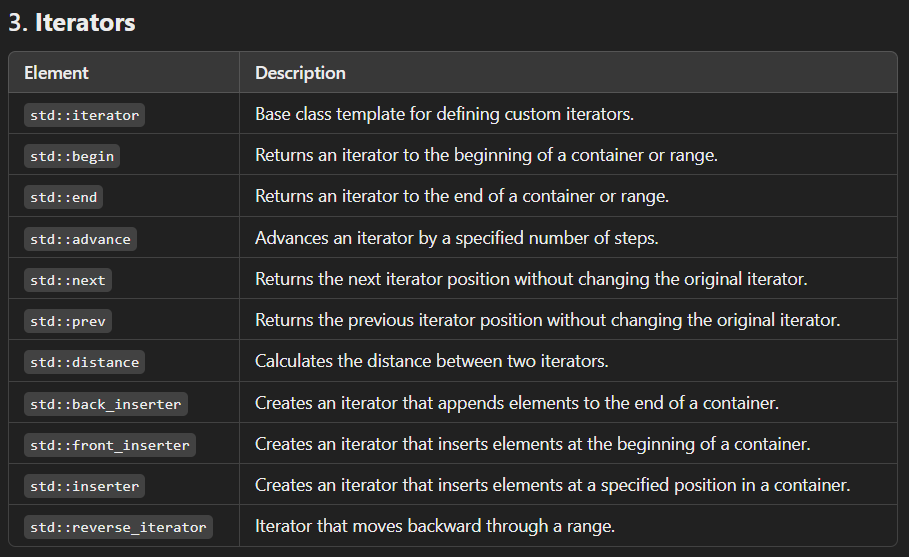 3. Iterators
Element Description
std::iterator Base class template for defining custom iterators.
std::begin Returns an iterator to the beginning of a container or range.
std::end Returns an iterator to the end of a container or range.
std::advance Advances an iterator by a specified number of steps.
std::next Returns the next iterator position without changing the original iterator.
std::prev Returns the previous iterator position without changing the original iterator.
std::distance Calculates the distance between two iterators.
std::back_inserter Creates an iterator that appends elements to the end of a container.
std::front_inserter Creates an iterator that inserts elements at the beginning of a container.
std::inserter Creates an iterator that inserts elements at a specified position in a container.
std::reverse_iterator Iterator that moves backward through a range.